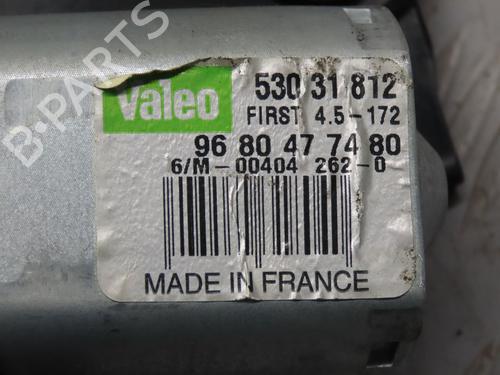 B-PARTS
Valeo
530 31 812
FIRST 4.5-172
96 80 47 74 80
6/M-00404 262-0
MADE IN FRANCE